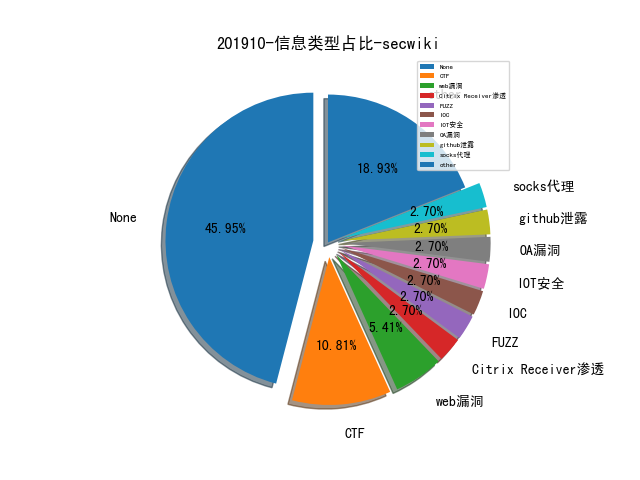 201910-信息类型占比-secwiki
None
CTF
web漏洞
Citrix Receiver渗透
FUZZ
IOC
IOT安全
OA漏洞
github泄露
socks代理
other
18.93%
socks代理
2.70%
github泄露
2.70%
None
45.95%
OA漏洞
2.70%
IOT安全
2.70%
2.70%
IOC
2.70%
2.70%
FUZZ
5.41%
10.81%
Citrix Receiver渗透
web漏洞
CTF